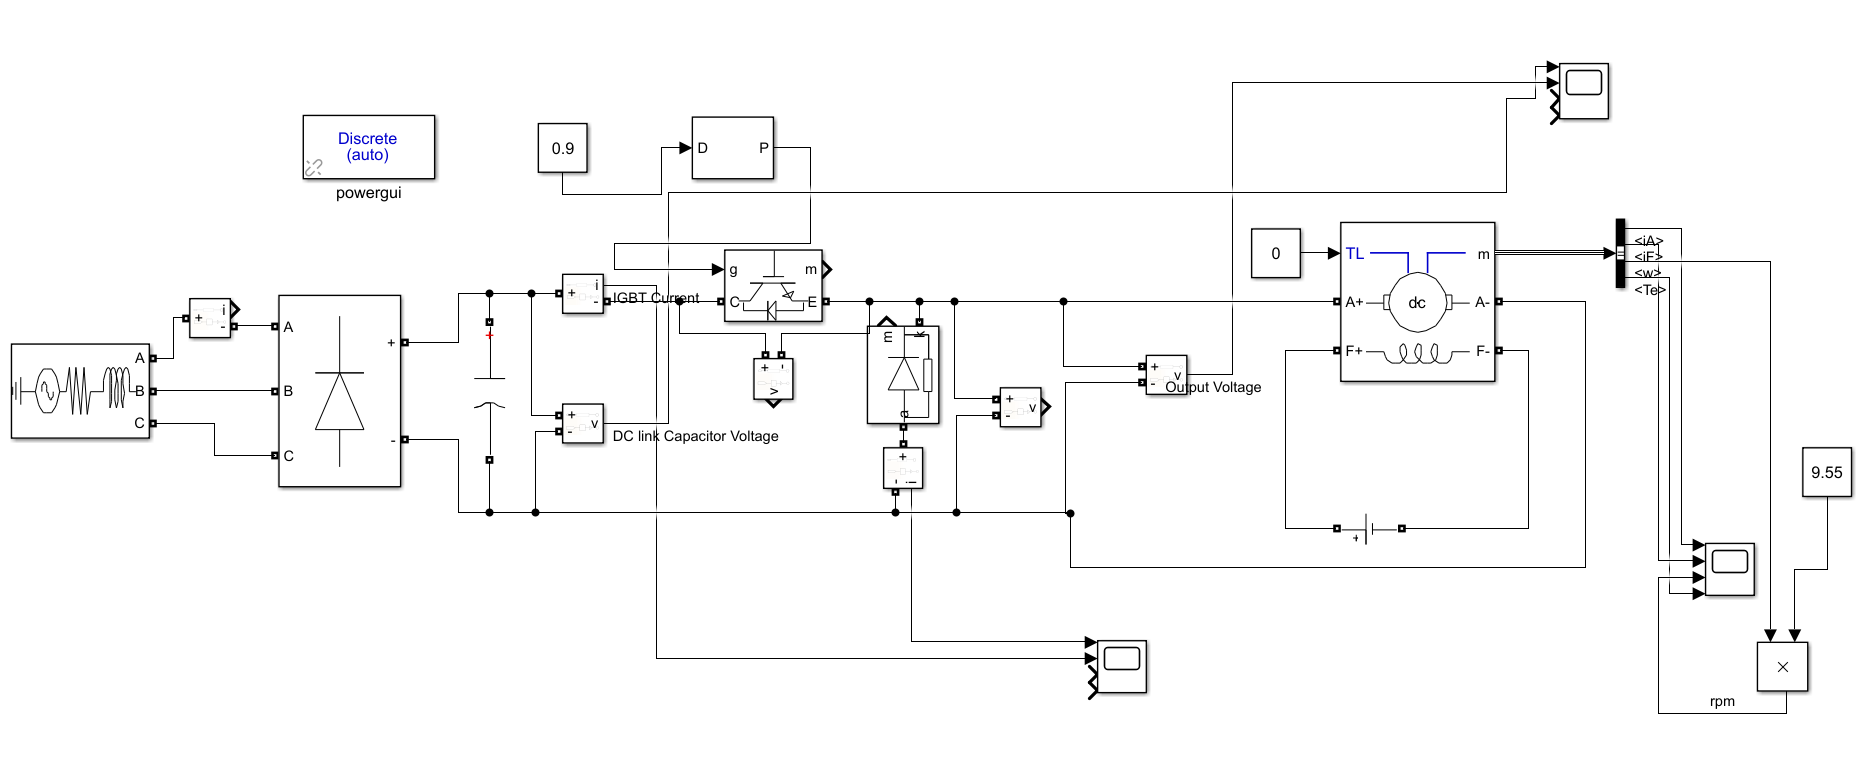 Discrete
(auto)
powergui
0.9
D
P
g
m
C
E
i
+
-
IGBT Current
0
TL
m
dc
A+
A-
F+
F-
<iA>
<iF>
<w>
<Te>
i
+
-
A
B
C
A
B
C
+
-
+
+
-
v
DC link Capacitor Voltage
+
-
v
m
k
a
+
-
i
+
-
v
+
-
v
Output Voltage
+
9.55
×
rpm